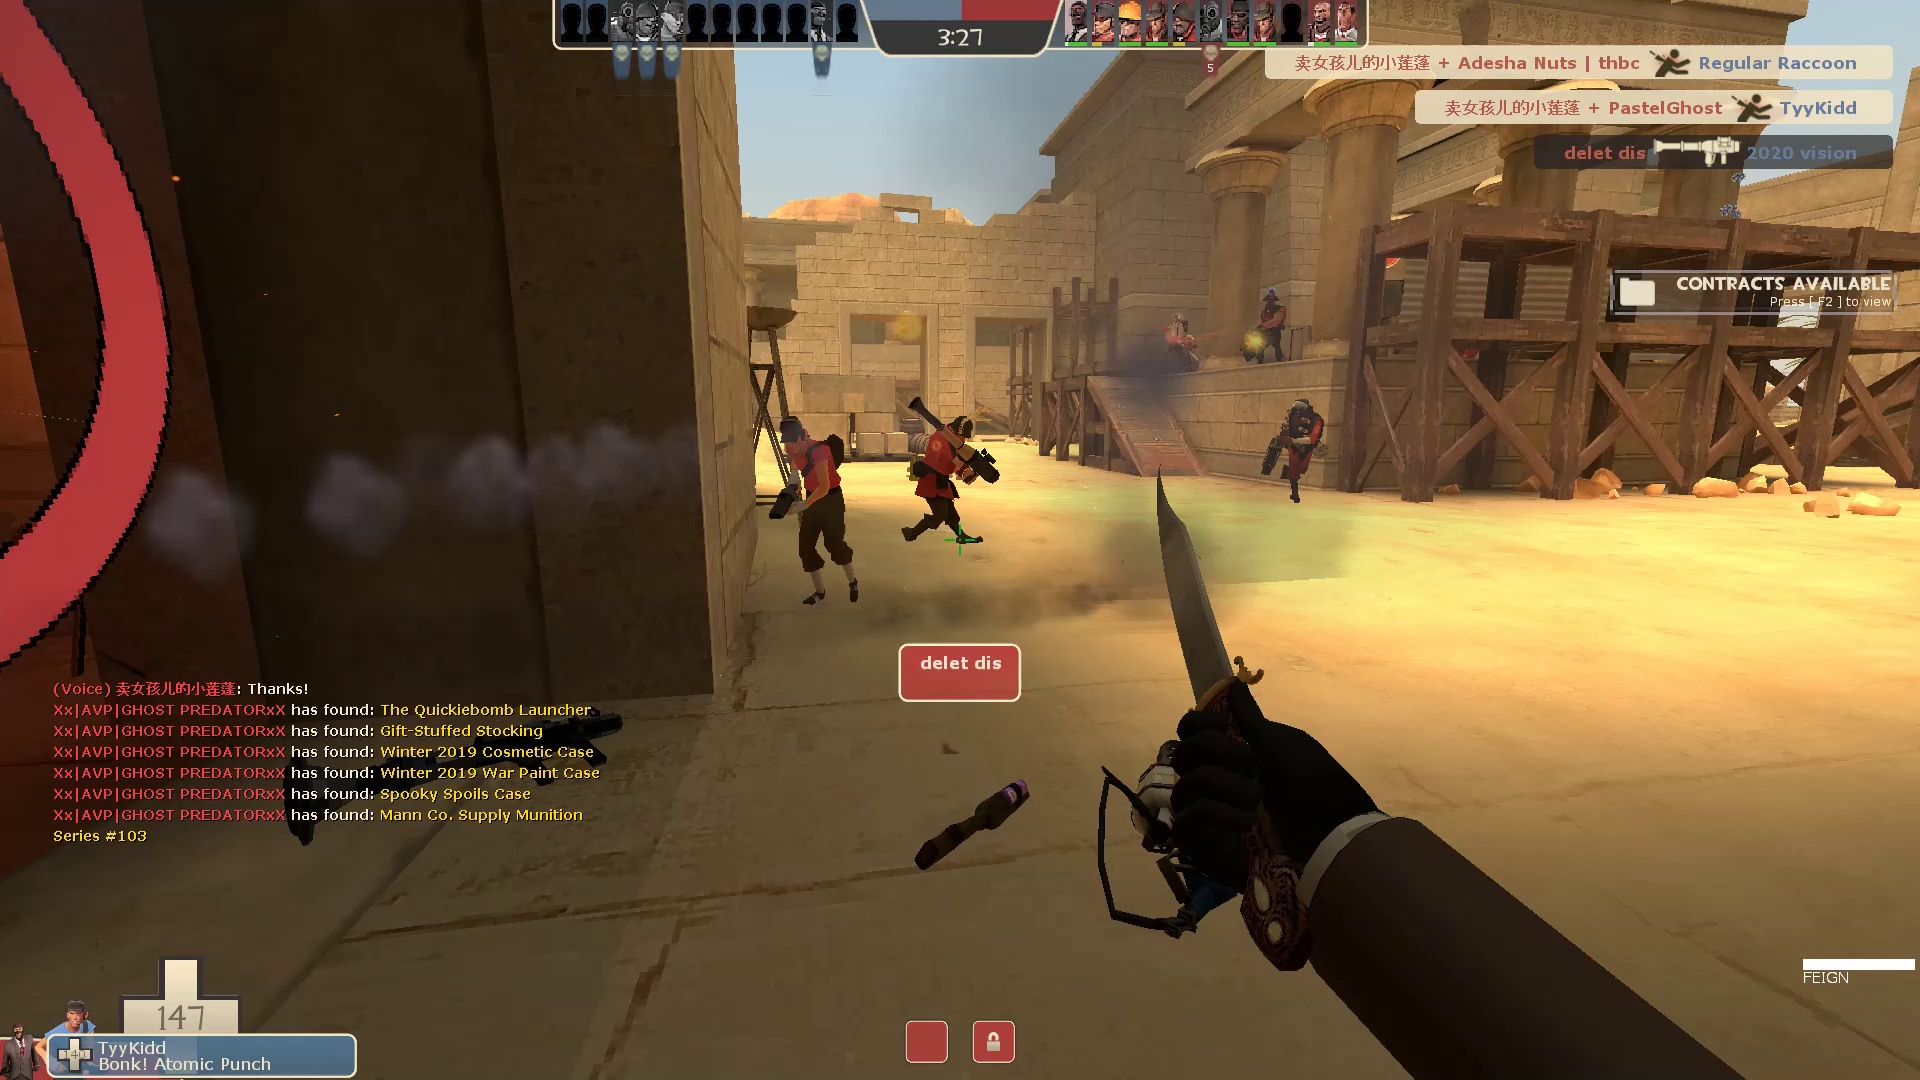 3:27
5
卖女孩儿的小莲蓬 + Adesha Nuts | thbc Regular Raccoon
卖女孩儿的小莲蓬 + PastelGhost TyyKidd
delet dis 2020 vision
CONTRACTS AVAILABLE
Press [ F2 ] to view
delet dis
(Voice) 卖女孩儿的小莲蓬: Thanks!
Xx|AVP|GHOST PREDATORxX has found: The Quickiebomb Launcher
Xx|AVP|GHOST PREDATORxX has found: Gift-Stuffed Stocking
Xx|AVP|GHOST PREDATORxX has found: Winter 2019 Cosmetic Case
Xx|AVP|GHOST PREDATORxX has found: Winter 2019 War Paint Case
Xx|AVP|GHOST PREDATORxX has found: Spooky Spoils Case
Xx|AVP|GHOST PREDATORxX has found: Mann Co. Supply Munition
Series #103
FEIGN
147
140
TyyKidd
Bonk! Atomic Punch